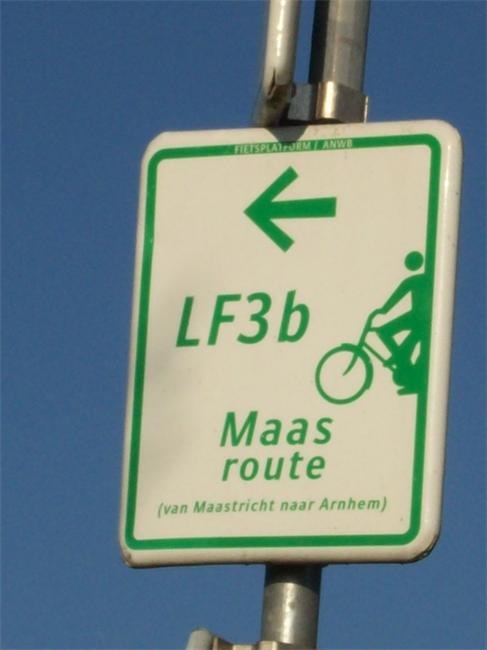 FIETSPLATFORM / ANWB
LF3b
Maas
route
(van Maastricht naar Arnhem)